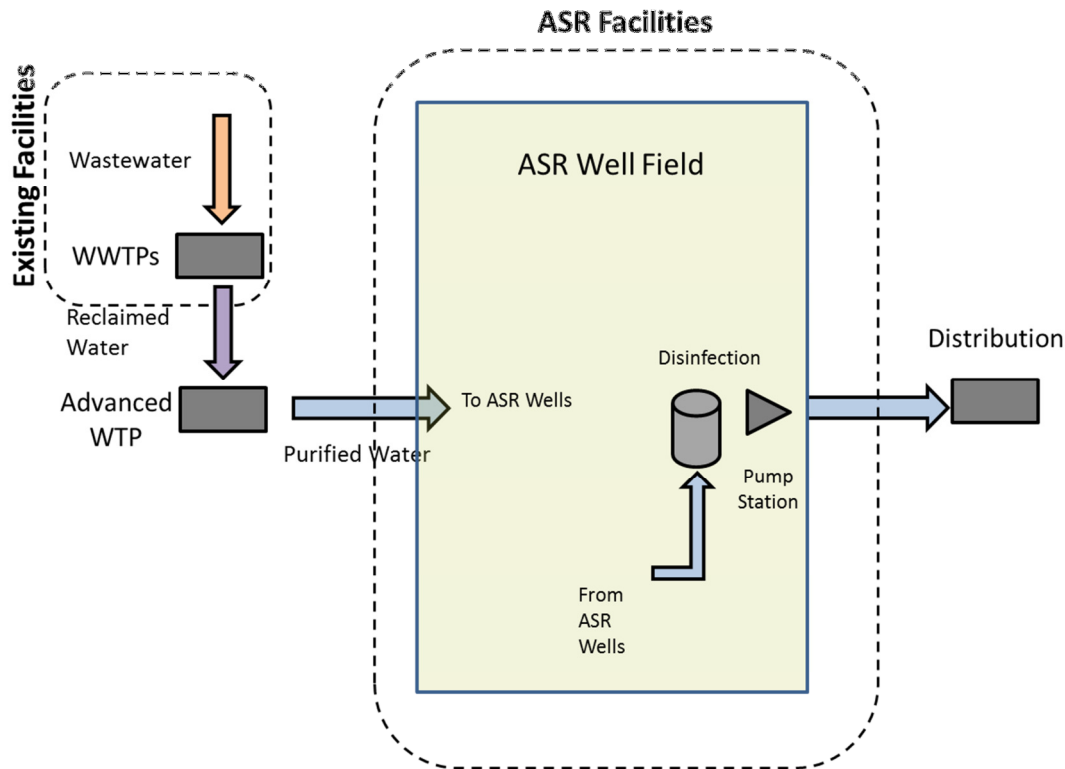 ASR Facilities
Existing Facilities
Wastewater
WWTPs
Reclaimed
Water
Advanced
WTP
Purified Water
ASR Well Field
To ASR Wells
Disinfection
Pump
Station
From
ASR
Wells
Distribution